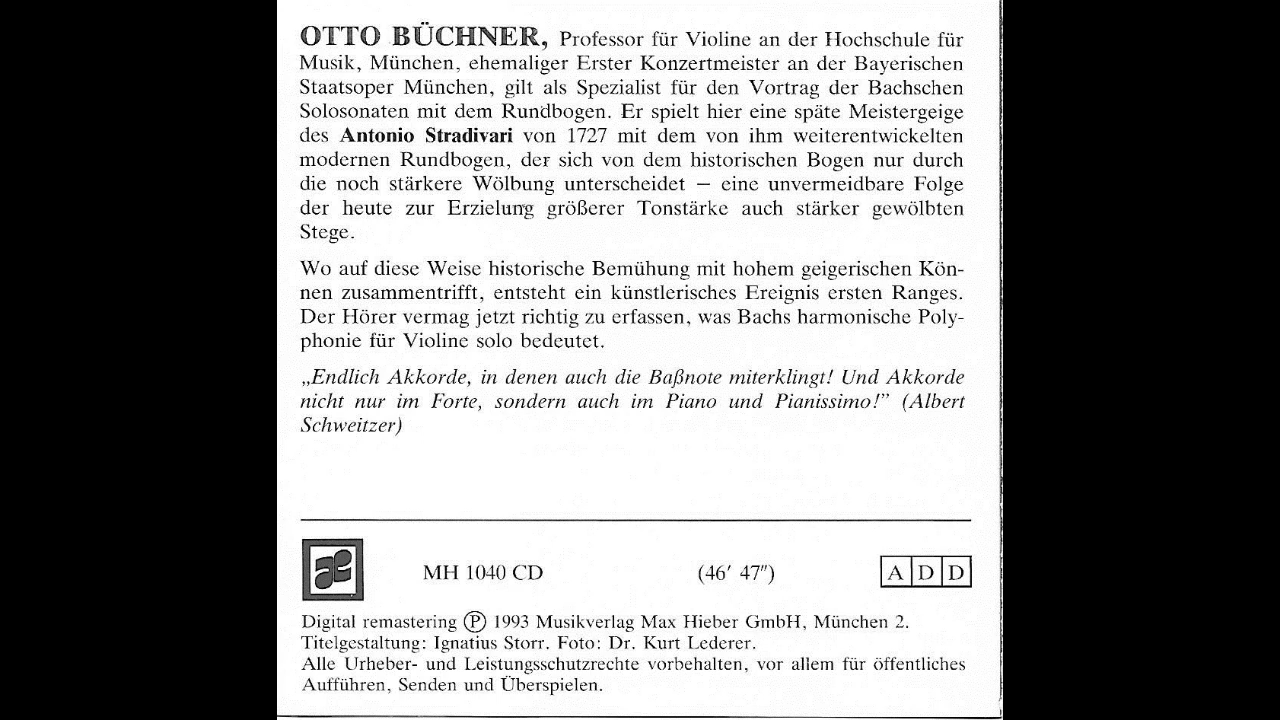 OTTO BÜCHNER, Professor für Violine an der Hochschule für
Musik, München, ehemaliger Erster Konzertmeister an der Bayerischen
Staatsoper München, gilt als Spezialist für den Vortrag der Bachschen
Solosonaten mit dem Rundbogen. Er spielt hier eine späte Meistergeige
des Antonio Stradivari von 1727 mit dem von ihm weiterentwickelten
modernen Rundbogen, der sich von dem historischen Bogen nur durch
die noch stärkere Wölbung unterscheidet – eine unvermeidbare Folge
der heute zur Erzielung größerer Tonstärke auch stärker gewölbten
Stege.
Wo auf diese Weise historische Bemühung mit hohem geigerischen Kön-
nen zusammentrifft, entsteht ein künstlerisches Ereignis ersten Ranges.
Der Hörer vermag jetzt richtig zu erfassen, was Bachs harmonische Poly-
phonie für Violine solo bedeutet.
„Endlich Akkorde, in denen auch die Baßnote miterklingt! Und Akkorde
nicht nur im Forte, sondern auch im Piano und Pianissimo!” (Albert
Schweitzer)
MH 1040 CD (46′ 47″) A D D
Digital remastering Ⓟ 1993 Musikverlag Max Hieber GmbH, München 2.
Titelgestaltung: Ignatius Storr. Foto: Dr. Kurt Lederer.
Alle Urheber- und Leistungsschutzrechte vorbehalten, vor allem für öffentliches
Aufführen, Senden und Überspielen.